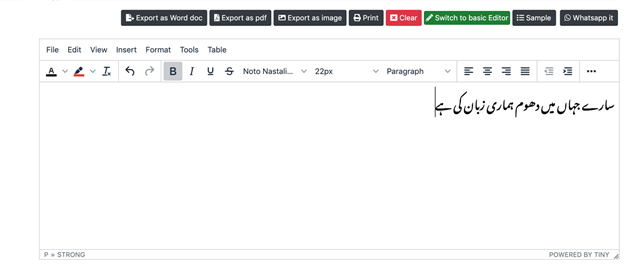 Export as Word doc Export as pdf Export as image Print Clear Switch to basic Editor Sample Whatsapp it
File Edit View Insert Format Tools Table
A B I U S Noto Nastali... 22px Paragraph
سارے جہاں میں دھوم ہماری زبان کی ہے
P » STRONG POWERED BY TINY